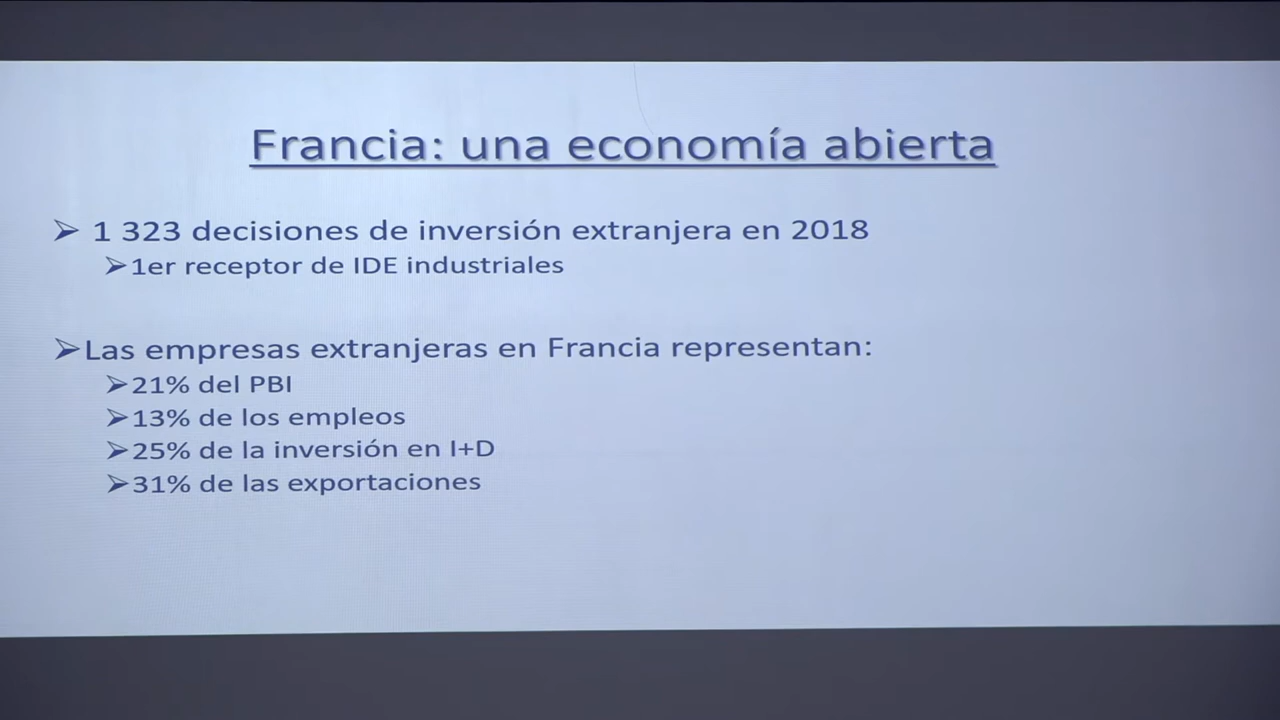 Francia: una economía abierta
➢ 1 323 decisiones de inversión extranjera en 2018
➢1er receptor de IDE industriales
➢Las empresas extranjeras en Francia representan:
➢21% del PBI
➢13% de los empleos
➢25% de la inversión en I+D
➢31% de las exportaciones